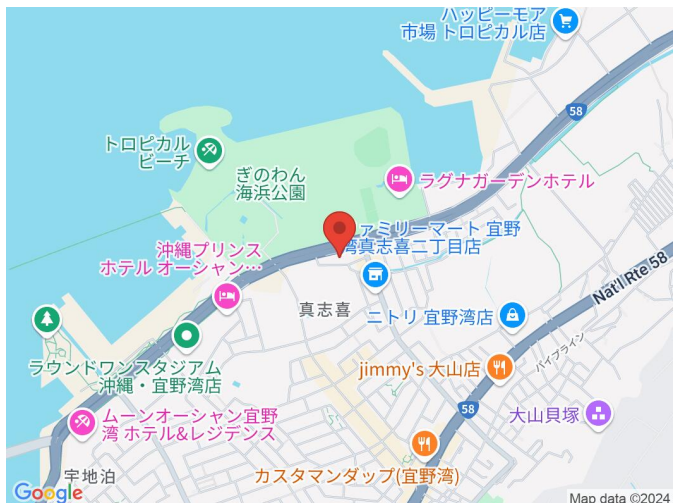 ハッピーモア
市場 トロピカル店
58
トロピカル
ビーチ
ぎのわん
海浜公園
ラグナガーデンホテル
ァミリーマート 宜野
湾真志喜二丁目店
沖縄プリンス
ホテル オーシャン…
Nat'l Rte 58
真志喜
ニトリ 宜野湾店
ラウンドワンスタジアム
沖縄・宜野湾店
jimmy's 大山店
パイプライン
58
大山貝塚
ムーンオーシャン宜野
湾 ホテル&レジデンス
宇地泊
カスタマンダップ(宜野湾)
Google
Map data ©2024